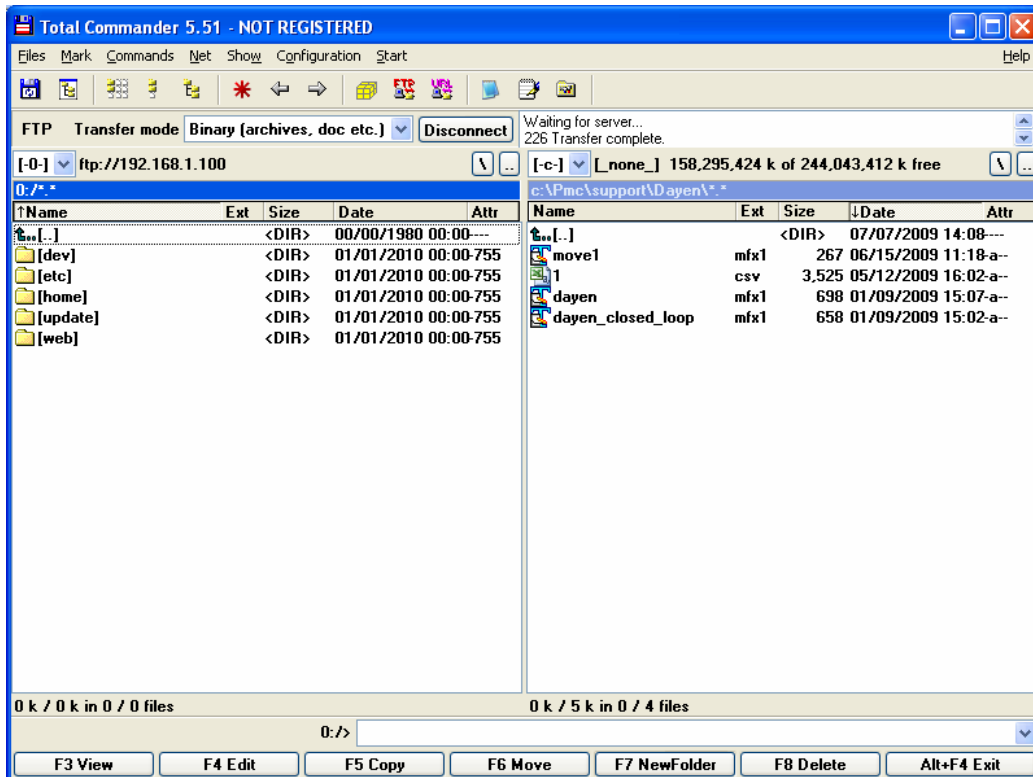 Total Commander 5.51 - NOT REGISTERED
Files Mark Commands Net Show Configuration Start Help
FTP Transfer mode Binary (archives, doc etc.) Disconnect
Waiting for server...
226 Transfer complete.
[-0-] ftp://192.168.1.100 \ ..
[-c-] [_none_] 158,295,424 k of 244,043,412 k free \ ..
0:/*.*
↑Name Ext Size Date Attr
[..] <DIR> 00/00/1980 00:00 ----
[dev] <DIR> 01/01/2010 00:00 -755
[etc] <DIR> 01/01/2010 00:00 -755
[home] <DIR> 01/01/2010 00:00 -755
[update] <DIR> 01/01/2010 00:00 -755
[web] <DIR> 01/01/2010 00:00 -755
0 k / 0 k in 0 / 0 files
c:\Pmc\support\Dayen\*.*
Name Ext Size ↓Date Attr
[..] <DIR> 07/07/2009 14:08 ----
move1 mfx1 267 06/15/2009 11:18 -a--
1 csv 3,525 05/12/2009 16:02 -a--
dayen mfx1 698 01/09/2009 15:07 -a--
dayen_closed_loop mfx1 658 01/09/2009 15:02 -a--
0 k / 5 k in 0 / 4 files
0:/>
F3 View F4 Edit F5 Copy F6 Move F7 NewFolder F8 Delete Alt+F4 Exit